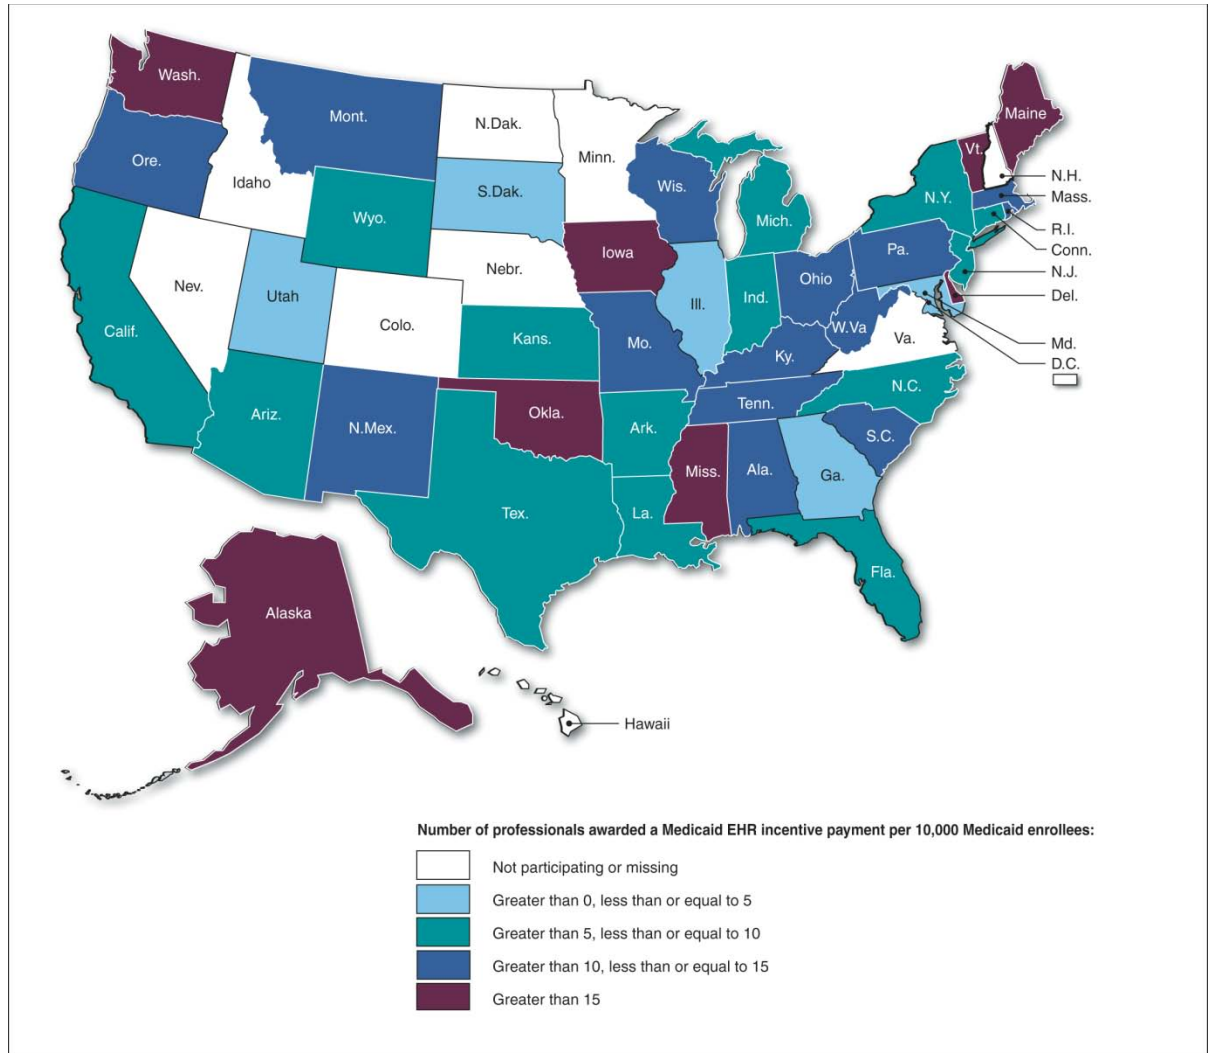 Wash.
Maine
Mont.
N.Dak.
Vt.
Minn.
Ore.
N.H.
Idaho
S.Dak.
Wis.
N.Y.
Mass.
Wyo.
Mich.
R.I.
Conn.
Iowa
Pa.
Nebr.
N.J.
Nev.
Ohio
Utah
Ill.
Ind.
Del.
Colo.
Calif.
W.Va
Va.
Kans.
Mo.
Md.
Ky.
D.C.
N.C.
Okla.
Tenn.
Ariz.
N.Mex.
Ark.
S.C.
Miss.
Ala.
Ga.
Tex.
La.
Fla.
Alaska
Hawaii
Number of professionals awarded a Medicaid EHR incentive payment per 10,000 Medicaid enrollees:
Not participating or missing
Greater than 0, less than or equal to 5
Greater than 5, less than or equal to 10
Greater than 10, less than or equal to 15
Greater than 15